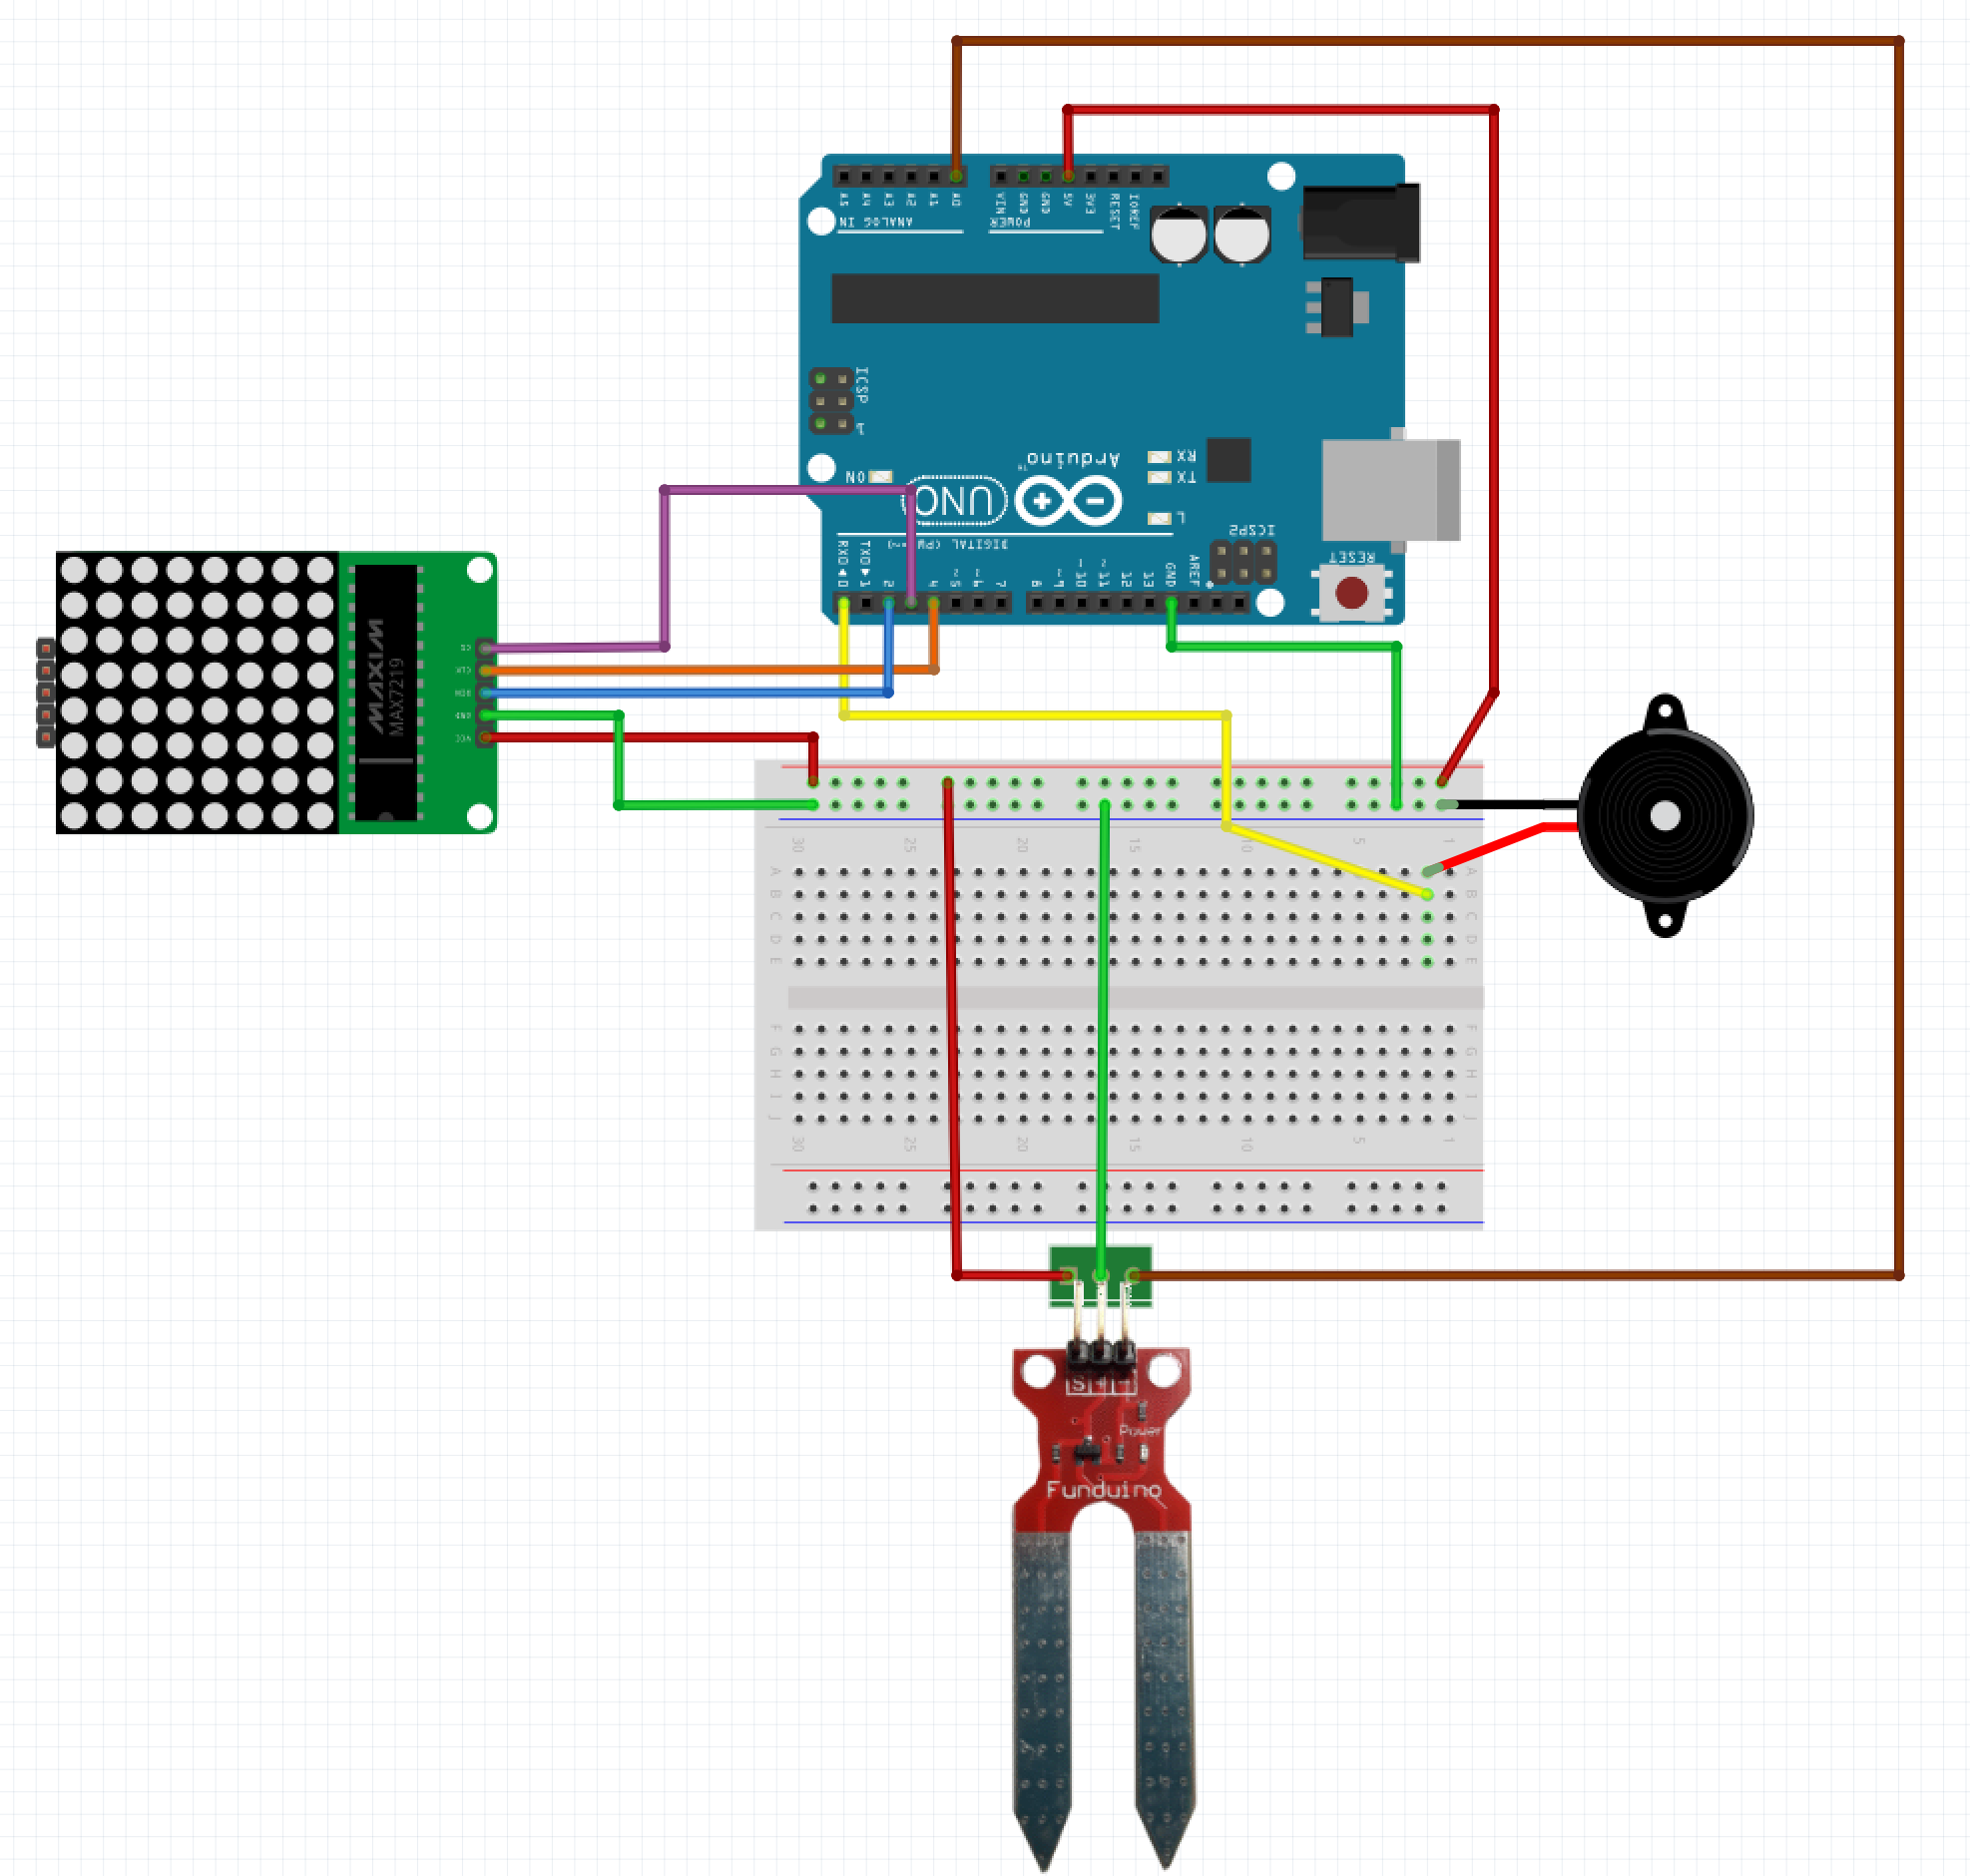 A5
A4
A3
A2
A1
A0
VIN
GND
GND
5V
3V3
RESET
IOREF
ANALOG IN
POWER
ICSP
1
ON
Arduino
TM
RX
TX
UNO
L
ICSP2
DIGITAL (PWM ~)
RESET
RXD 0
TXD 1
2
4
~5
~6
7
8
~9
~10
~11
12
13
GND
AREF
MAXIM
MAX7219
CS
CLK
DIN
GND
VCC
30
25
20
15
10
5
1
A
A
B
B
C
C
D
D
E
E
F
F
G
G
H
H
I
I
J
J
30
25
20
15
10
5
1
S + -
Power
Funduino